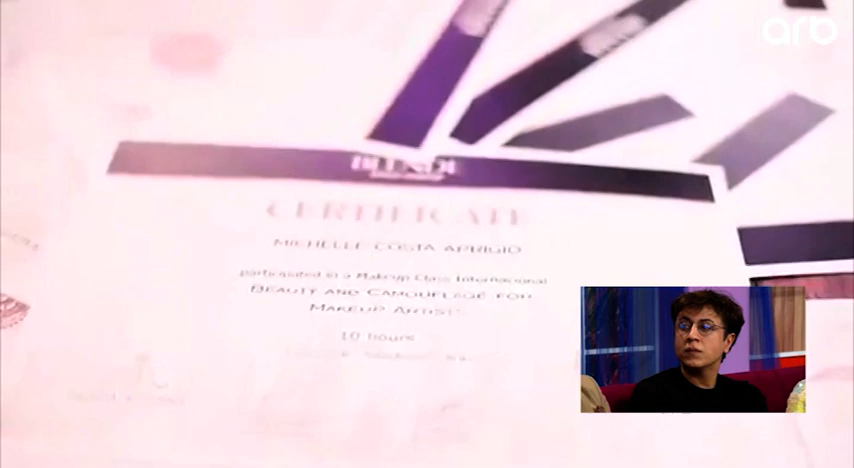 arb
CERTIFICATE
MICHELLE COSTA APRIGIO
participated in a Makeup Class International
BEAUTY AND CAMOUFLAGE FOR
MAKEUP ARTISTS
10 hours